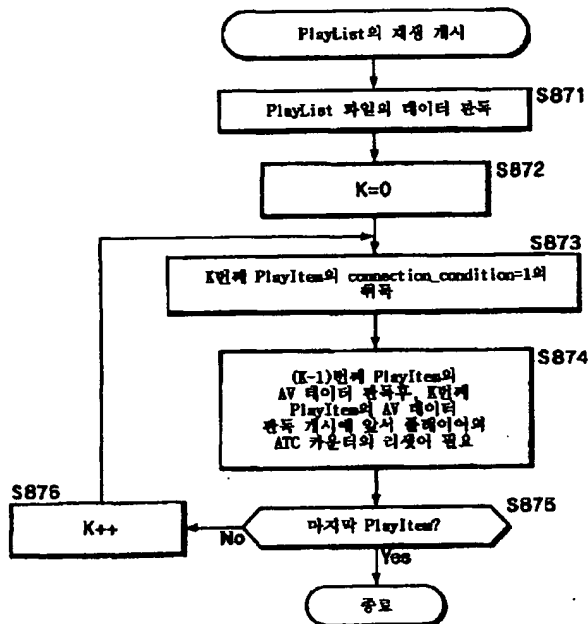 PlayList의 재생 개시
S871
PlayList 파일의 데이터 판독
S872
K=0
S873
K번째 PlayItem의 connection_condition=1의
취득
S874
(K-1)번째 PlayItem의
AV 데이터 판독후, K번째
PlayItem의 AV 데이터
판독 개시에 앞서 플레이어의
ATC 카운터의 리셋이 필요
S875
마지막 PlayItem?
S876
K++
No
Yes
종료